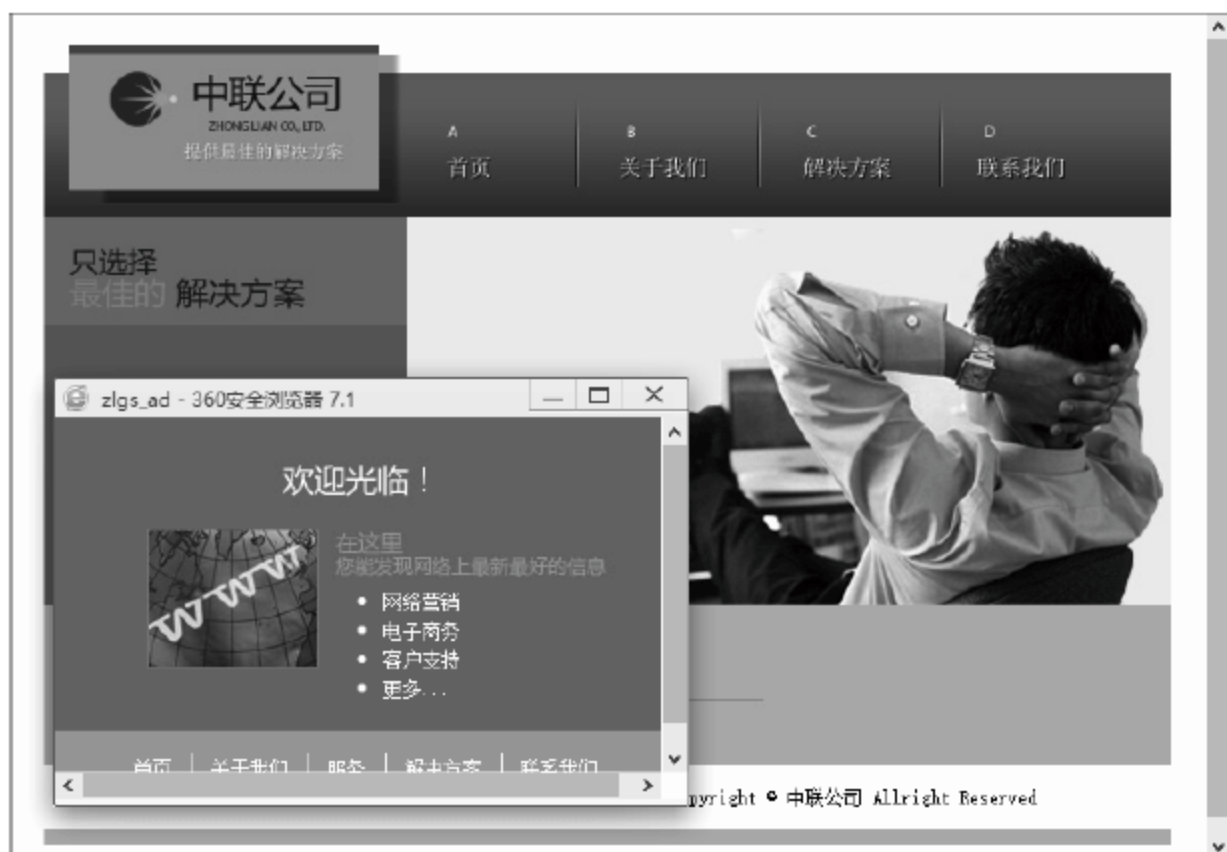 中联公司
ZHONGLIAN CO., LTD.
提供最佳的解决方案
A
首页
B
关于我们
C
解决方案
D
联系我们
只选择
最佳的 解决方案
zlgs_ad - 360安全浏览器 7.1
欢迎光临！
WWW
在这里
您能发现网络上最新最好的信息
• 网络营销
• 电子商务
• 客户支持
• 更多...
首页 | 关于我们 | 服务 | 解决方案 | 联系我们
pyright © 中联公司 Allright Reserved